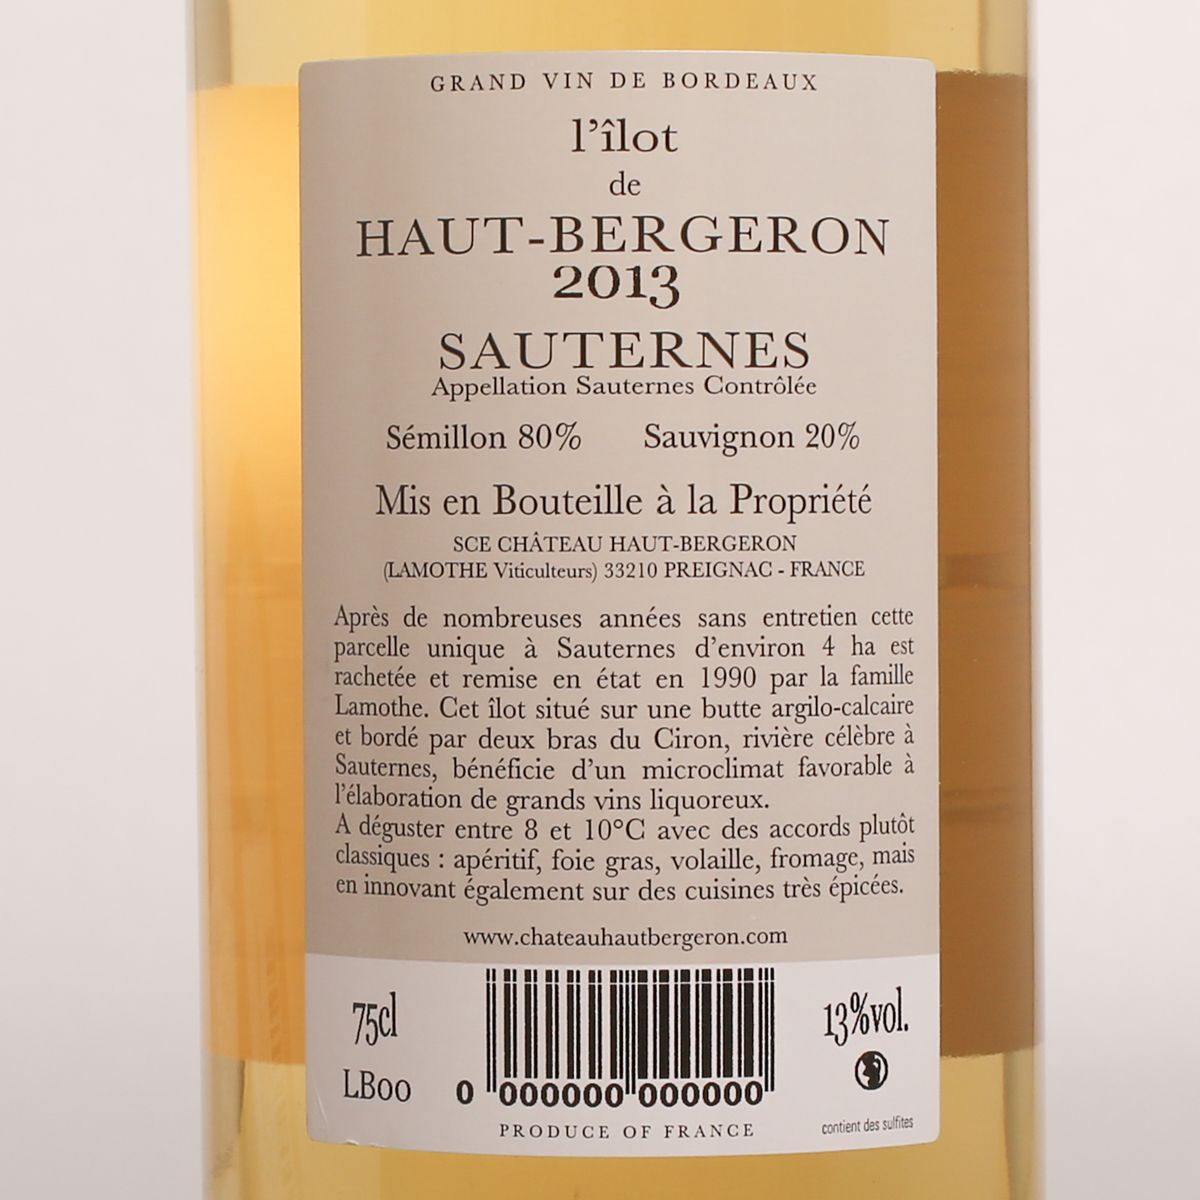 GRAND VIN DE BORDEAUX
l'îlot
de
HAUT-BERGERON
2013
SAUTERNES
Appellation Sauternes Contrôlée
Sémillon 80% Sauvignon 20%
Mis en Bouteille à la Propriété
SCE CHÂTEAU HAUT-BERGERON
(LAMOTHE Viticulteurs) 33210 PREIGNAC - FRANCE
Après de nombreuses années sans entretien cette
parcelle unique à Sauternes d'environ 4 ha est
rachetée et remise en état en 1990 par la famille
Lamothe. Cet îlot situé sur une butte argilo-calcaire
et bordé par deux bras du Ciron, rivière célèbre à
Sauternes, bénéficie d'un microclimat favorable à
l'élaboration de grands vins liquoreux.
A déguster entre 8 et 10°C avec des accords plutôt
classiques : apéritif, foie gras, volaille, fromage, mais
en innovant également sur des cuisines très épicées.
www.chateauhautbergeron.com
75cl
LB00
0 000000 000000
13%vol.
contient des sulfites
PRODUCE OF FRANCE